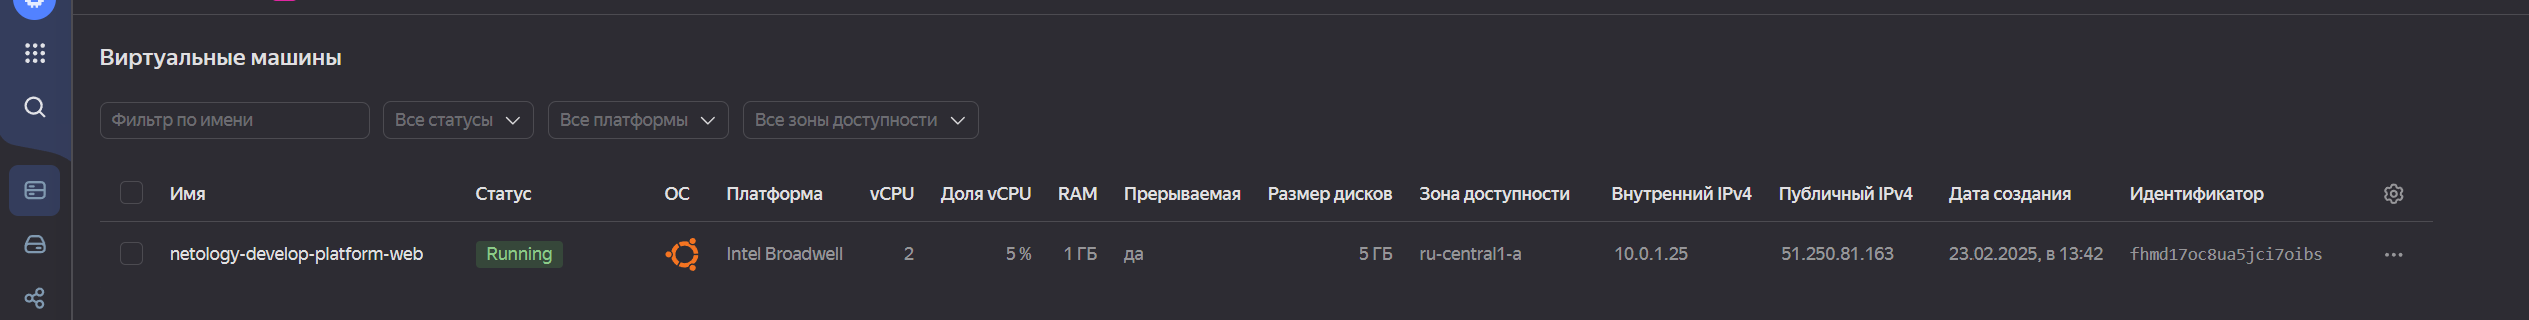 Виртуальные машины
Фильтр по имени Все статусы Все платформы Все зоны доступности
Имя Статус ОС Платформа vCPU Доля vCPU RAM Прерываемая Размер дисков Зона доступности Внутренний IPv4 Публичный IPv4 Дата создания Идентификатор
netology-develop-platform-web Running Intel Broadwell 2 5 % 1 ГБ да 5 ГБ ru-central1-a 10.0.1.25 51.250.81.163 23.02.2025, в 13:42 fhmd17oc8ua5jci7oibs